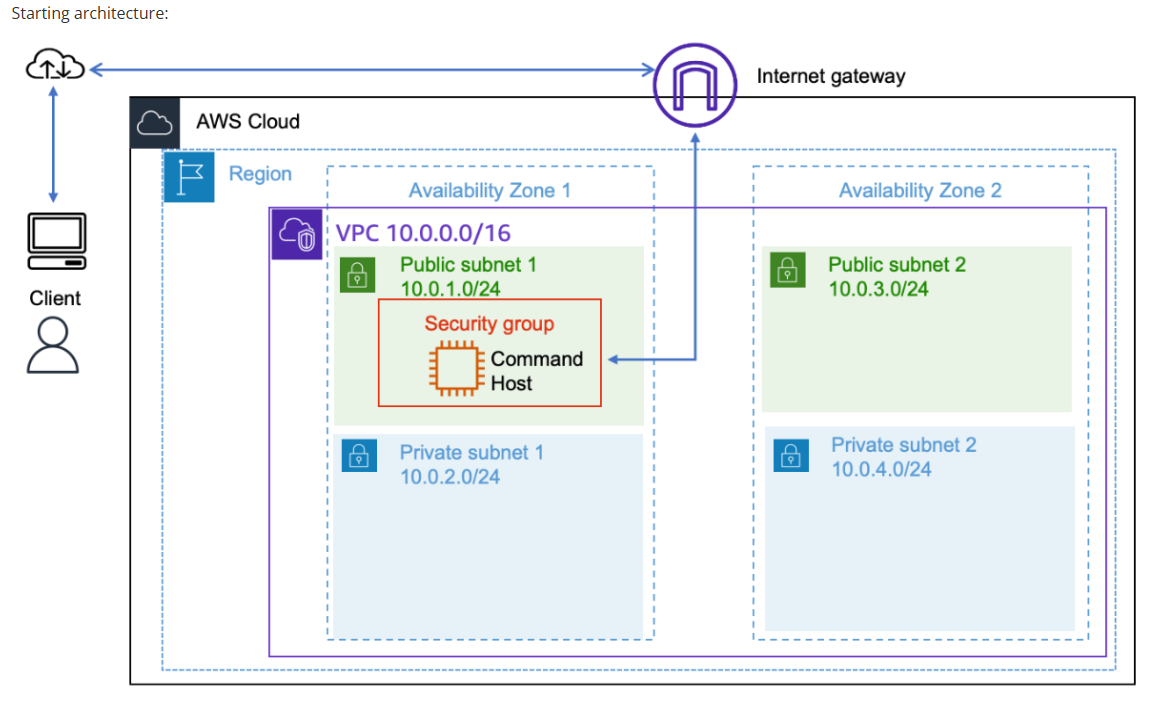 Starting architecture:
Internet gateway
AWS Cloud
Region
Availability Zone 1
Availability Zone 2
VPC 10.0.0.0/16
Public subnet 1
10.0.1.0/24
Public subnet 2
10.0.3.0/24
Client
Security group
Command
Host
Private subnet 1
10.0.2.0/24
Private subnet 2
10.0.4.0/24